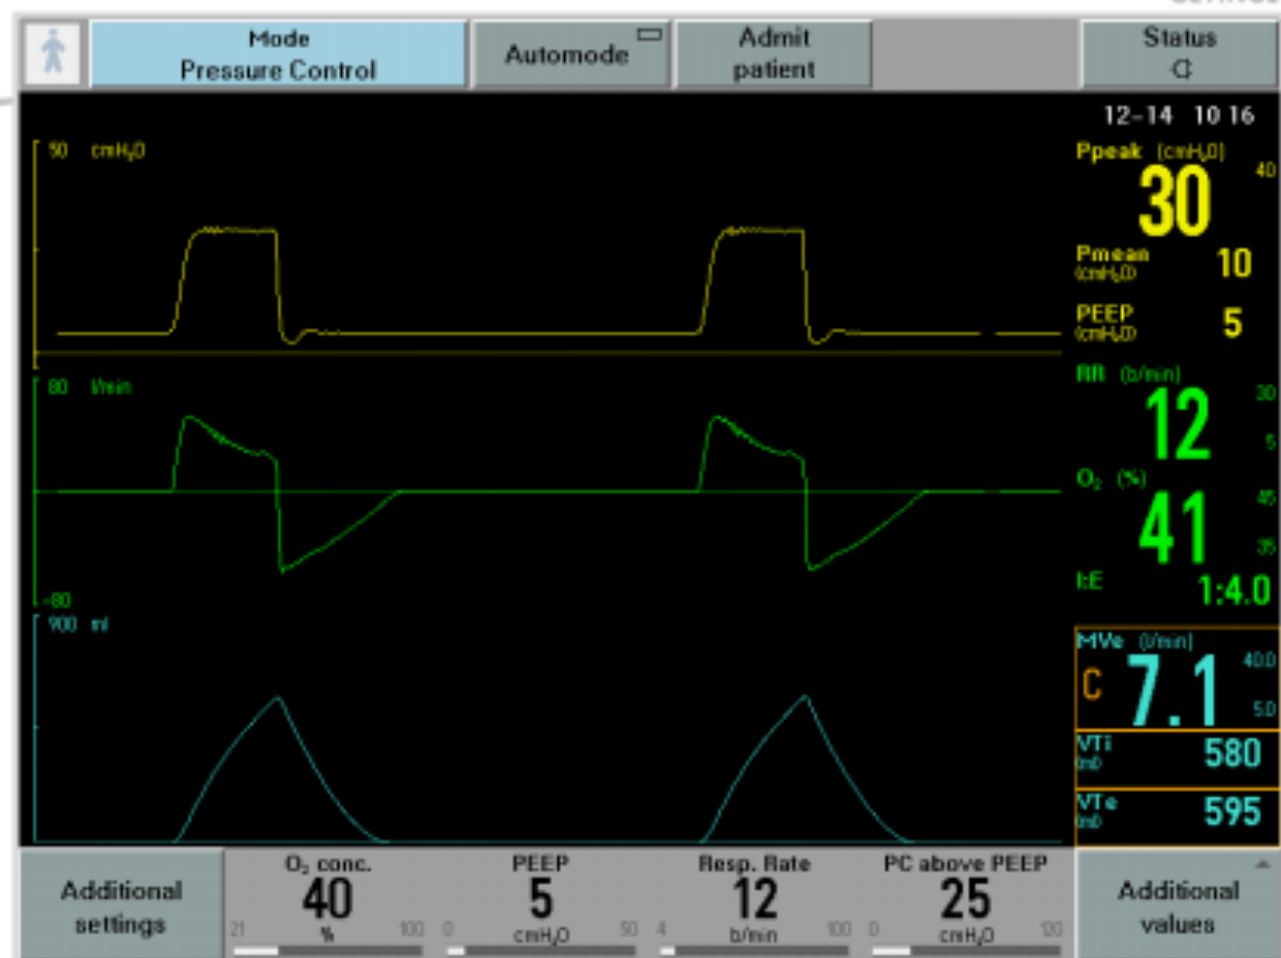 Mode
Pressure Control
Automode
Admit
patient
Status
12-14 10 16
50 cmH₂O
Ppeak (cmH₂O)
40
30
Pmean
(cmH₂O)
10
PEEP
(cmH₂O)
5
80 l/min
-80
RR (b/min)
30
12
5
O₂ (%)
45
41
35
I:E
1:4.0
900 ml
MVe (l/min)
40.0
C 7.1
5.0
VTi
(ml)
580
VTe
(ml)
595
Additional
settings
O₂ conc.
40
21 % 100
PEEP
5
0 cmH₂O 50
Resp. Rate
12
4 b/min 100
PC above PEEP
25
0 cmH₂O 120
Additional
values